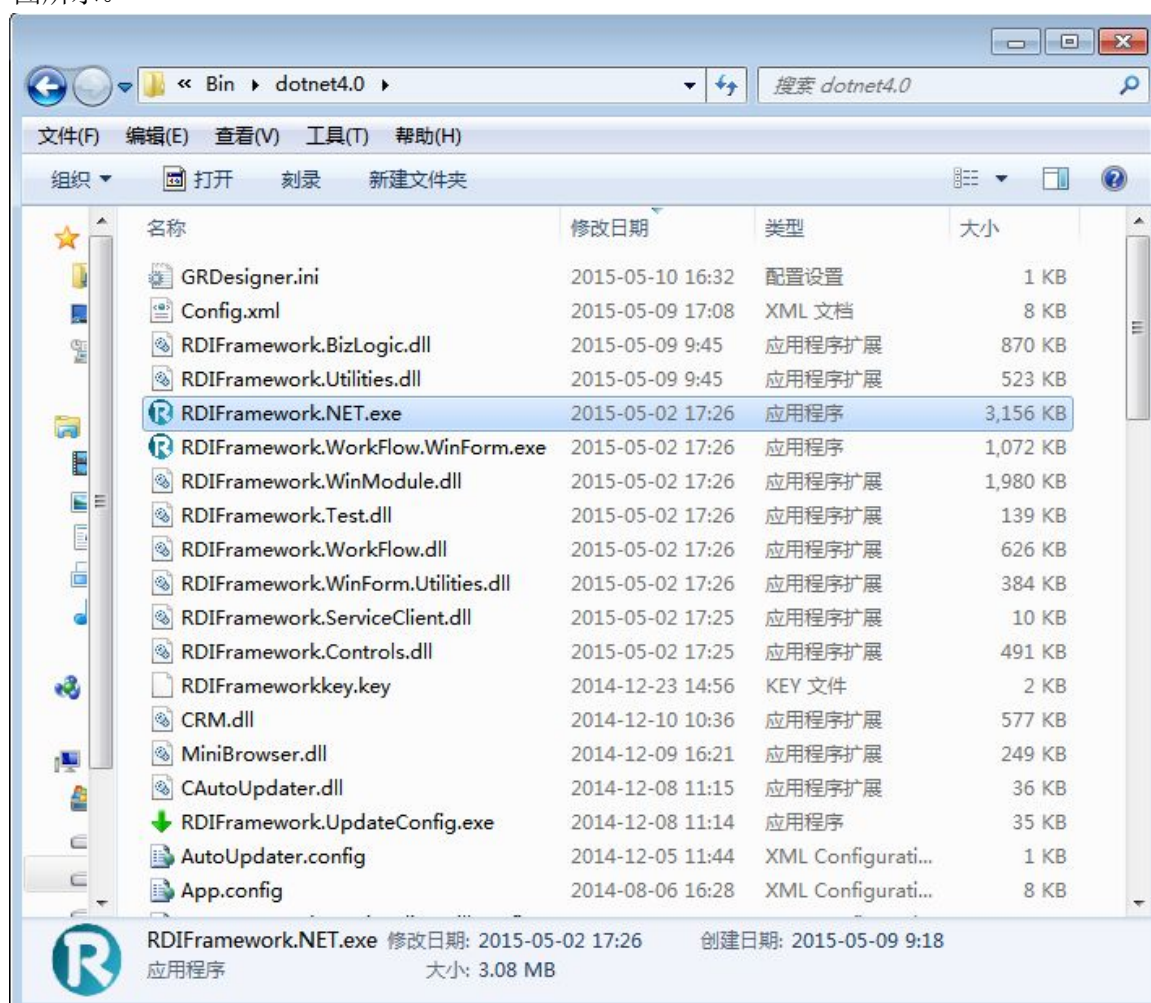 « Bin ▸ dotnet4.0 ▸ 搜索 dotnet4.0
文件(F) 编辑(E) 查看(V) 工具(T) 帮助(H)
组织 打开 刻录 新建文件夹
名称 修改日期 类型 大小
GRDesigner.ini 2015-05-10 16:32 配置设置 1 KB
Config.xml 2015-05-09 17:08 XML 文档 8 KB
RDIFramework.BizLogic.dll 2015-05-09 9:45 应用程序扩展 870 KB
RDIFramework.Utilities.dll 2015-05-09 9:45 应用程序扩展 523 KB
RDIFramework.NET.exe 2015-05-02 17:26 应用程序 3,156 KB
RDIFramework.WorkFlow.WinForm.exe 2015-05-02 17:26 应用程序 1,072 KB
RDIFramework.WinModule.dll 2015-05-02 17:26 应用程序扩展 1,980 KB
RDIFramework.Test.dll 2015-05-02 17:26 应用程序扩展 139 KB
RDIFramework.WorkFlow.dll 2015-05-02 17:26 应用程序扩展 626 KB
RDIFramework.WinForm.Utilities.dll 2015-05-02 17:26 应用程序扩展 384 KB
RDIFramework.ServiceClient.dll 2015-05-02 17:25 应用程序扩展 10 KB
RDIFramework.Controls.dll 2015-05-02 17:25 应用程序扩展 491 KB
RDIFrameworkkey.key 2014-12-23 14:56 KEY 文件 2 KB
CRM.dll 2014-12-10 10:36 应用程序扩展 577 KB
MiniBrowser.dll 2014-12-09 16:21 应用程序扩展 249 KB
CAutoUpdater.dll 2014-12-08 11:15 应用程序扩展 36 KB
RDIFramework.UpdateConfig.exe 2014-12-08 11:14 应用程序 35 KB
AutoUpdater.config 2014-12-05 11:44 XML Configurati... 1 KB
App.config 2014-08-06 16:28 XML Configurati... 8 KB
RDIFramework.NET.exe 修改日期: 2015-05-02 17:26 创建日期: 2015-05-09 9:18
应用程序 大小: 3.08 MB